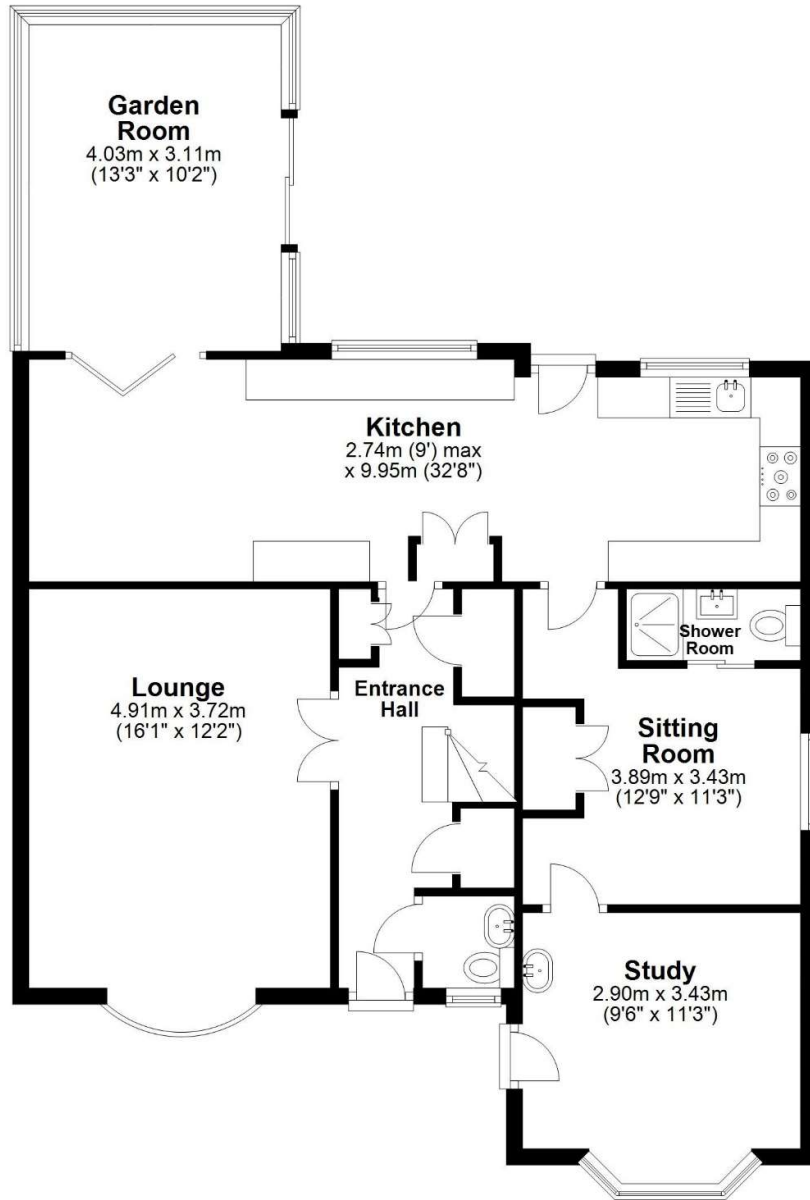 Garden
Room
4.03m x 3.11m
(13'3" x 10'2")
Kitchen
2.74m (9') max
x 9.95m (32'8")
Shower
Room
Lounge
4.91m x 3.72m
(16'1" x 12'2")
Entrance
Hall
Sitting
Room
3.89m x 3.43m
(12'9" x 11'3")
Study
2.90m x 3.43m
(9'6" x 11'3")